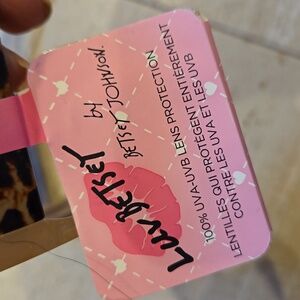 Luv BETSEY
by
BETSEY JOHNSON.
100% UVA-UVB LENS PROTECTION
LENTILLES QUI PROTÈGENT ENTIÈREMENT
CONTRE LES UVA ET LES UVB